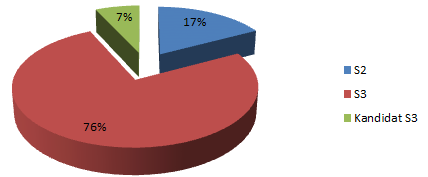 7%
17%
76%
S2
S3
Kandidat S3